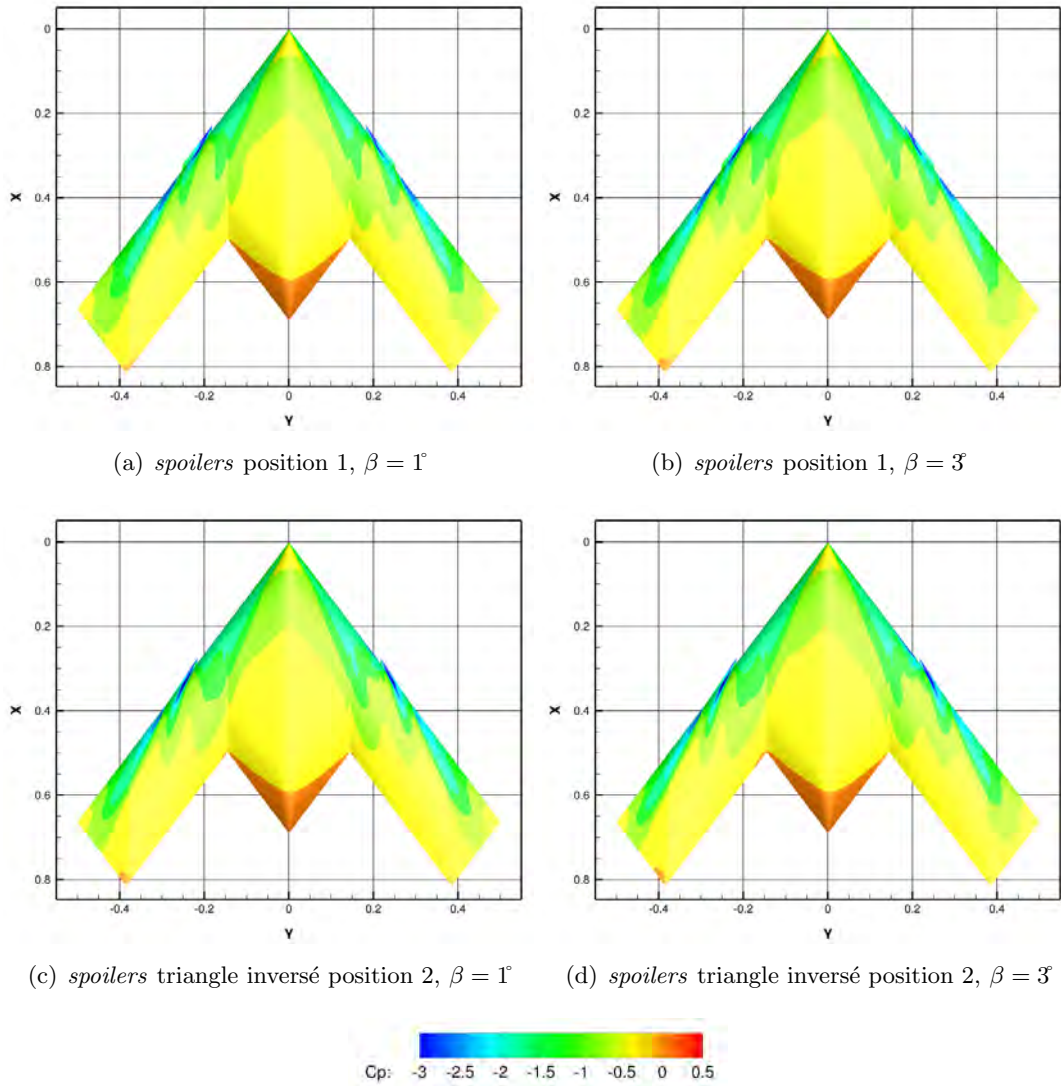 0
0.2
0.4
0.6
0.8
X
-0.4 -0.2 0 0.2 0.4
Y
0
0.2
0.4
0.6
0.8
X
-0.4 -0.2 0 0.2 0.4
Y
(a) spoilers position 1, β = 1°
(b) spoilers position 1, β = 3°
0
0.2
0.4
0.6
0.8
X
-0.4 -0.2 0 0.2 0.4
Y
0
0.2
0.4
0.6
0.8
X
-0.4 -0.2 0 0.2 0.4
Y
(c) spoilers triangle inversé position 2, β = 1°
(d) spoilers triangle inversé position 2, β = 3°
Cp: -3 -2.5 -2 -1.5 -1 -0.5 0 0.5